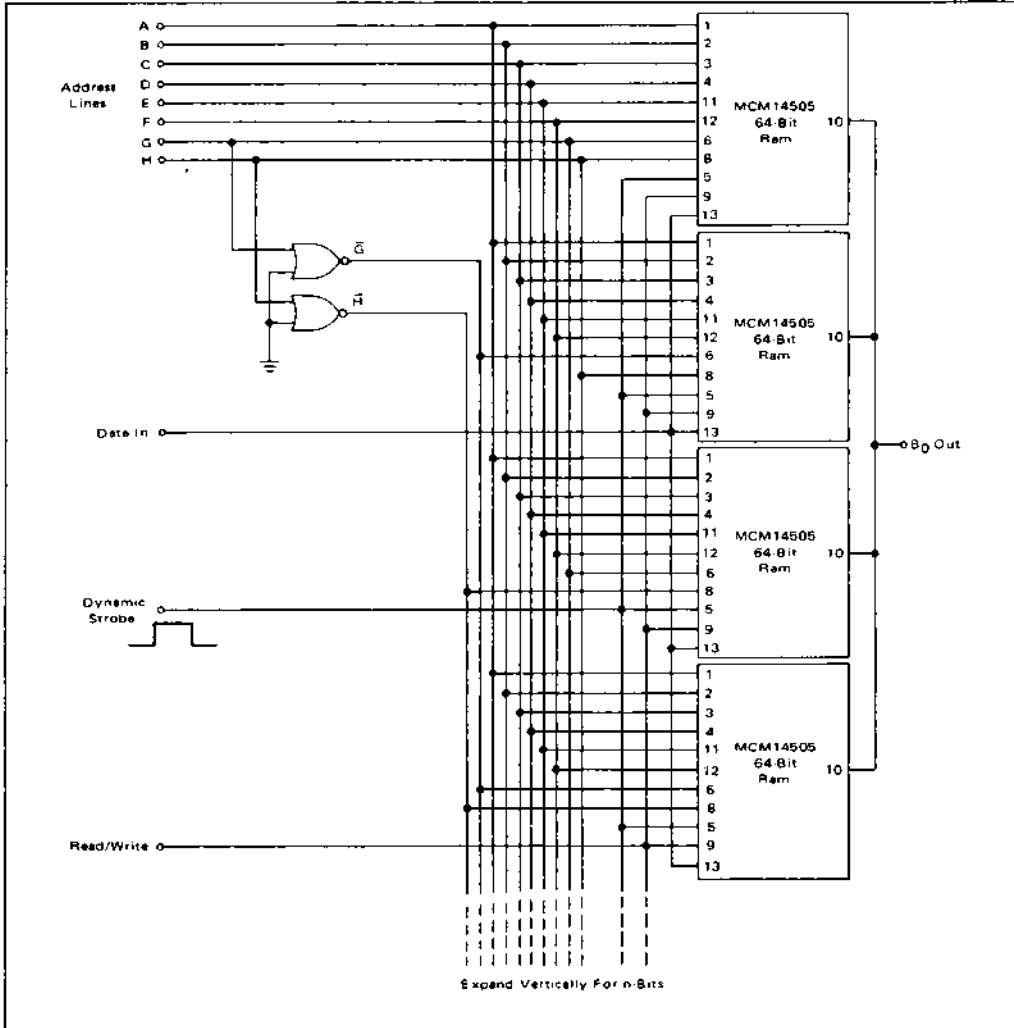 A
B
C
Address
Lines
D
E
F
G
H
1
2
3
4
11
12
6
8
5
9
13
MCM14505
64-Bit
Ram
10
G̅
H̅
1
2
3
4
11
12
6
8
5
9
13
MCM14505
64-Bit
Ram
10
Data In
B0 Out
1
2
3
4
11
12
6
8
5
9
13
MCM14505
64-Bit
Ram
10
Dynamic
Strobe
1
2
3
4
11
12
6
8
5
9
13
MCM14505
64-Bit
Ram
10
Read/Write
Expand Vertically For n-Bits